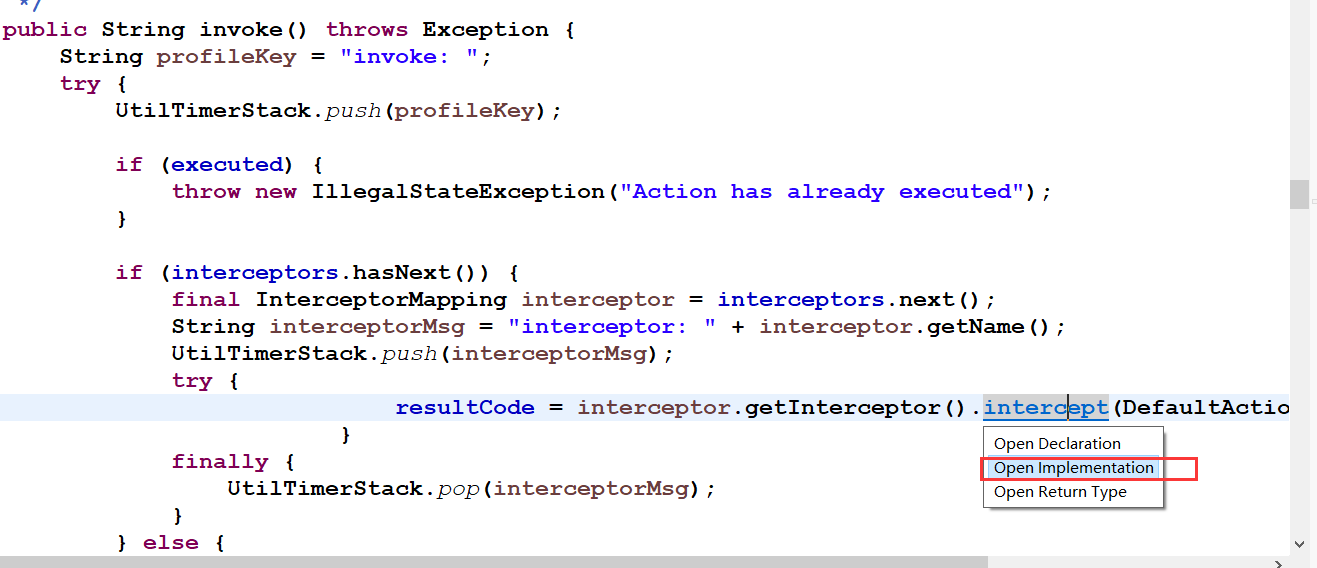 */
public String invoke() throws Exception {
String profileKey = "invoke: ";
try {
UtilTimerStack.push(profileKey);
if (executed) {
throw new IllegalStateException("Action has already executed");
}
if (interceptors.hasNext()) {
final InterceptorMapping interceptor = interceptors.next();
String interceptorMsg = "interceptor: " + interceptor.getName();
UtilTimerStack.push(interceptorMsg);
try {
resultCode = interceptor.getInterceptor().intercept(DefaultActio
}
Open Declaration
finally {
Open Implementation
UtilTimerStack.pop(interceptorMsg);
Open Return Type
}
} else {